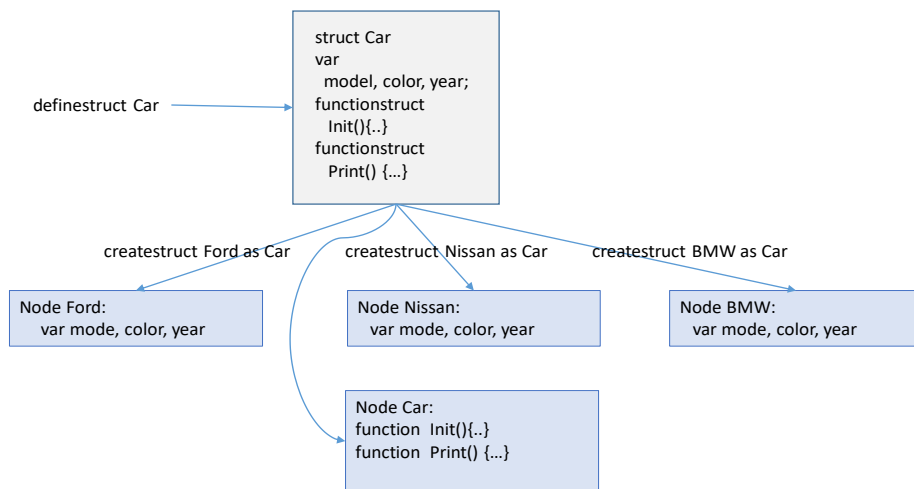 struct Car
var
model, color, year;
functionstruct
Init(){..}
functionstruct
Print() {…}
definestruct Car
createstruct Ford as Car
createstruct Nissan as Car
createstruct BMW as Car
Node Ford:
var mode, color, year
Node Nissan:
var mode, color, year
Node BMW:
var mode, color, year
Node Car:
function Init(){..}
function Print() {…}